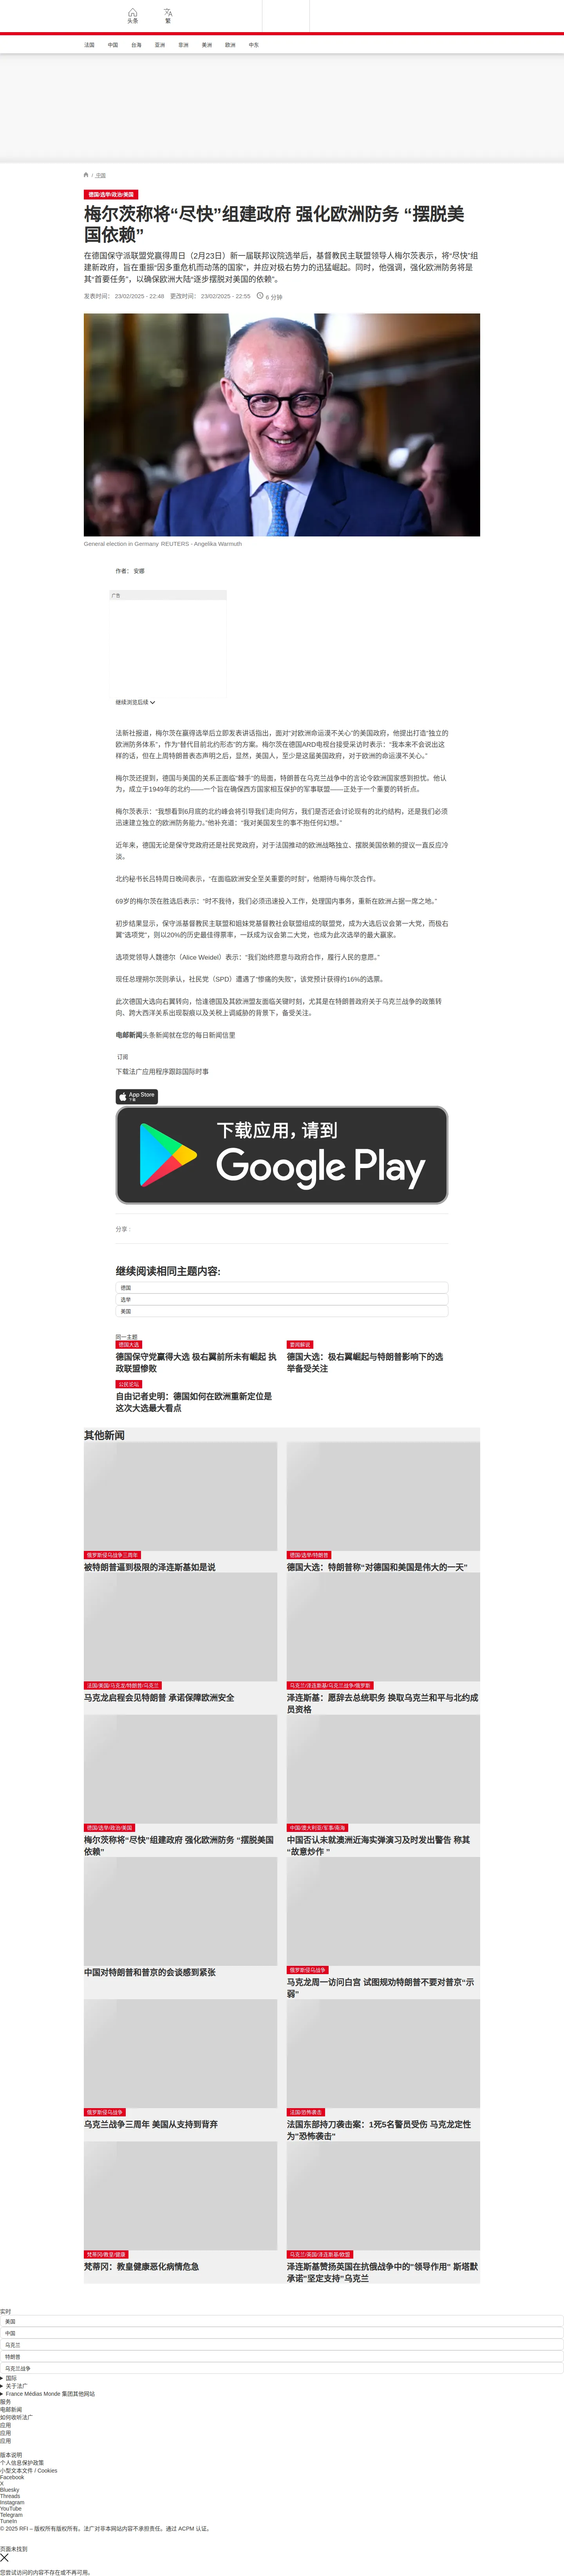 头条
繁
法国
中国
台海
亚洲
非洲
美洲
欧洲
中东
/ 中国
德国/选举/政治/美国
梅尔茨称将“尽快”组建政府 强化欧洲防务 “摆脱美
国依赖”
在德国保守派联盟党赢得周日（2月23日）新一届联邦议院选举后，基督教民主联盟领导人梅尔茨表示，将“尽快”组
建新政府，旨在重振“因多重危机而动荡的国家”，并应对极右势力的迅猛崛起。同时，他强调，强化欧洲防务将是
其“首要任务”，以确保欧洲大陆“逐步摆脱对美国的依赖”。
发表时间： 23/02/2025 - 22:48 更改时间： 23/02/2025 - 22:55 6 分钟
General election in Germany REUTERS - Angelika Warmuth
作者： 安娜
广告
继续浏览后续
法新社报道，梅尔茨在赢得选举后立即发表讲话指出，面对“对欧洲命运漠不关心”的美国政府，他提出打造“独立的
欧洲防务体系”，作为“替代目前北约形态”的方案。梅尔茨在德国ARD电视台接受采访时表示：“我本来不会说出这
样的话，但在上周特朗普表态声明之后，显然，美国人，至少是这届美国政府，对于欧洲的命运漠不关心。”
梅尔茨还提到，德国与美国的关系正面临“棘手”的局面，特朗普在乌克兰战争中的言论令欧洲国家感到担忧。他认
为，成立于1949年的北约——一个旨在确保西方国家相互保护的军事联盟——正处于一个重要的转折点。
梅尔茨表示：“我想看到6月底的北约峰会将引导我们走向何方，我们是否还会讨论现有的北约结构，还是我们必须
迅速建立独立的欧洲防务能力。”他补充道：“我对美国发生的事不抱任何幻想。”
近年来，德国无论是保守党政府还是社民党政府，对于法国推动的欧洲战略独立、摆脱美国依赖的提议一直反应冷
淡。
北约秘书长吕特周日晚间表示，“在面临欧洲安全至关重要的时刻”，他期待与梅尔茨合作。
69岁的梅尔茨在胜选后表示：“时不我待，我们必须迅速投入工作，处理国内事务，重新在欧洲占据一席之地。”
初步结果显示，保守派基督教民主联盟和姐妹党基督教社会联盟组成的联盟党，成为大选后议会第一大党，而极右
翼“选项党”，则以20%的历史最佳得票率，一跃成为议会第二大党，也成为此次选举的最大赢家。
选项党领导人魏德尔（Alice Weidel）表示：“我们始终愿意与政府合作，履行人民的意愿。”
现任总理朔尔茨则承认，社民党（SPD）遭遇了“惨痛的失败”，该党预计获得约16%的选票。
此次德国大选向右翼转向，恰逢德国及其欧洲盟友面临关键时刻，尤其是在特朗普政府关于乌克兰战争的政策转
向、跨大西洋关系出现裂痕以及关税上调威胁的背景下，备受关注。
电邮新闻头条新闻就在您的每日新闻信里
订阅
下载法广应用程序跟踪国际时事
App Store
下载
下载应用，请到
Google Play
分享 :
继续阅读相同主题内容:
德国
选举
美国
同一主题
德国大选
德国保守党赢得大选 极右翼前所未有崛起 执
政联盟惨败
要闻解说
德国大选：极右翼崛起与特朗普影响下的选
举备受关注
公民论坛
自由记者史明：德国如何在欧洲重新定位是
这次大选最大看点
其他新闻
俄罗斯侵乌战争三周年
被特朗普逼到极限的泽连斯基如是说
德国/选举/特朗普
德国大选：特朗普称“对德国和美国是伟大的一天”
法国/美国/马克龙/特朗普/乌克兰
马克龙启程会见特朗普 承诺保障欧洲安全
乌克兰/泽连斯基/乌克兰战争/俄罗斯
泽连斯基：愿辞去总统职务 换取乌克兰和平与北约成
员资格
德国/选举/政治/美国
梅尔茨称将“尽快”组建政府 强化欧洲防务 “摆脱美国
依赖”
中国/澳大利亚/军事/南海
中国否认未就澳洲近海实弹演习及时发出警告 称其
“故意炒作 ”
中国对特朗普和普京的会谈感到紧张
俄罗斯侵乌战争
马克龙周一访问白宫 试图规劝特朗普不要对普京“示
弱”
俄罗斯侵乌战争
乌克兰战争三周年 美国从支持到背弃
法国/恐怖袭击
法国东部持刀袭击案：1死5名警员受伤 马克龙定性
为"恐怖袭击"
梵蒂冈/教皇/健康
梵蒂冈：教皇健康恶化病情危急
乌克兰/英国/泽连斯基/欧盟
泽连斯基赞扬英国在抗俄战争中的"领导作用" 斯塔默
承诺"坚定支持"乌克兰
实时
美国
中国
乌克兰
特朗普
乌克兰战争
国际
关于法广
France Médias Monde 集团其他网站
服务
电邮新闻
如何收听法广
应用
应用
应用
版本说明
个人信息保护政策
小型文本文件 / Cookies
Facebook
X
Bluesky
Threads
Instagram
YouTube
Telegram
TuneIn
© 2025 RFI – 版权所有版权所有。法广对非本网站内容不承担责任。通过 ACPM 认证。
页面未找到
您尝试访问的内容不存在或不再可用。